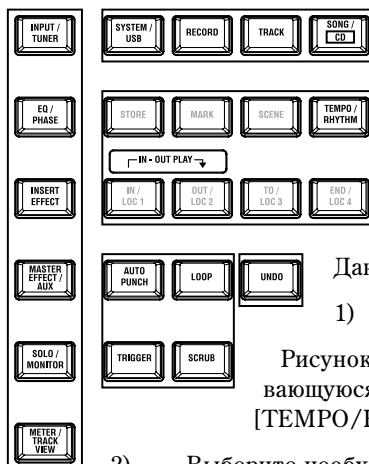 INPUT /
TUNER
SYSTEM /
USB
RECORD
TRACK
SONG /
CD
EQ /
PHASE
STORE
MARK
SCENE
TEMPO /
RHYTHM
IN - OUT PLAY
INSERT
EFFECT
IN /
LOC 1
OUT /
LOC 2
TO /
LOC 3
END /
LOC 4
MASTER
EFFECT /
AUX
AUTO
PUNCH
LOOP
UNDO
1)
SOLO /
MONITOR
TRIGGER
SCRUB
Рисунок
вающуюся
[TEMPO/
METER /
TRACK
VIEW
2) Выберите